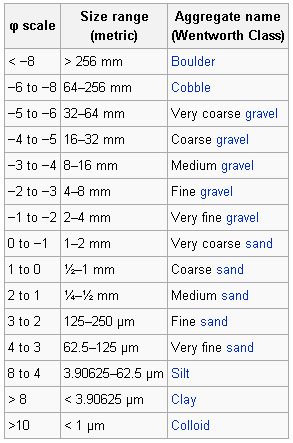 φ scale Size range (metric) Aggregate name (Wentworth Class)
< −8 > 256 mm Boulder
−6 to −8 64–256 mm Cobble
−5 to −6 32–64 mm Very coarse gravel
−4 to −5 16–32 mm Coarse gravel
−3 to −4 8–16 mm Medium gravel
−2 to −3 4–8 mm Fine gravel
−1 to −2 2–4 mm Very fine gravel
0 to −1 1–2 mm Very coarse sand
1 to 0 ½–1 mm Coarse sand
2 to 1 ¼–½ mm Medium sand
3 to 2 125–250 µm Fine sand
4 to 3 62.5–125 µm Very fine sand
8 to 4 3.90625–62.5 µm Silt
> 8 < 3.90625 µm Clay
>10 < 1 µm Colloid